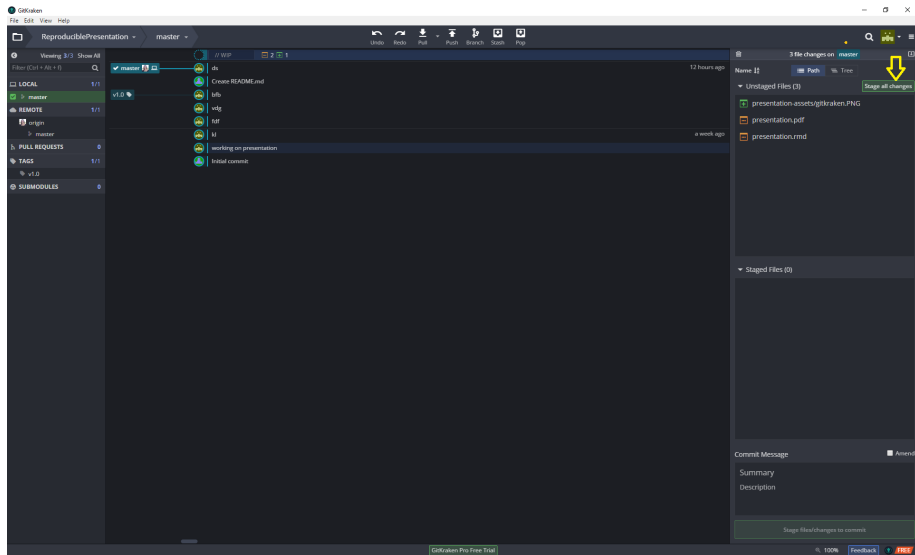 GitKraken
File Edit View Help
ReproduciblePresentation
master
Undo Redo Pull Push Branch Stash Pop
Viewing 3/3 Show All
Filter (Ctrl + Alt + f)
LOCAL 1/1
master
REMOTE 1/1
origin
master
PULL REQUESTS 0
TAGS 1/1
v1.0
SUBMODULES 0
// WIP 2 1
master ds 12 hours ago
Create README.md
v1.0 bfb
vdg
fdf
kl a week ago
working on presentation
Initial commit
3 file changes on master
Name Path Tree
Unstaged Files (3) Stage all changes
presentation-assets/gitkraken.PNG
presentation.pdf
presentation.rmd
Staged Files (0)
Commit Message Amend
Summary
Description
Stage files/changes to commit
GitKraken Pro Free Trial
100% Feedback FREE